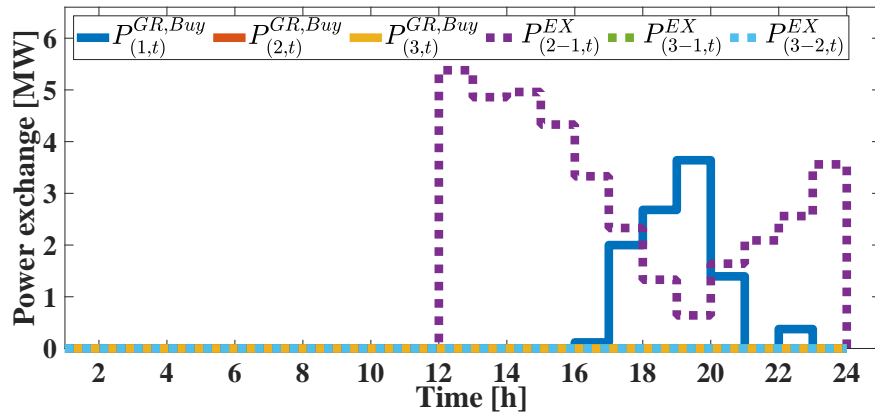 6
P^{GR,Buy}_{(1,t)} P^{GR,Buy}_{(2,t)} P^{GR,Buy}_{(3,t)} P^{EX}_{(2-1,t)} P^{EX}_{(3-1,t)} P^{EX}_{(3-2,t)}
5
4
3
2
1
0
Power exchange [MW]
2 4 6 8 10 12 14 16 18 20 22 24
Time [h]